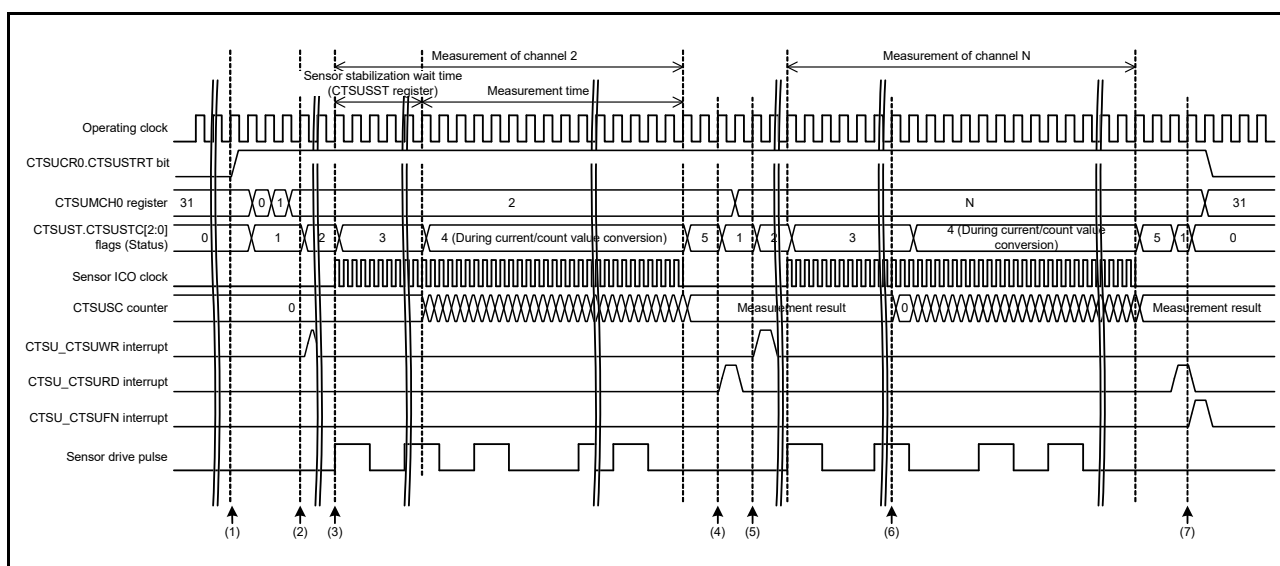 Measurement of channel 2
Measurement of channel N
Sensor stabilization wait time
(CTSUSST register)
Measurement time
Operating clock
CTSUCR0.CTSUSTRT bit
CTSUMCH0 register
31
0
1
2
N
31
CTSUST.CTSUSTC[2:0]
flags (Status)
0
1
2
3
4 (During current/count value conversion)
5
1
2
3
4 (During current/count value
conversion)
5
1
0
Sensor ICO clock
CTSUSC counter
0
Measurement result
0
Measurement result
CTSU_CTSUWR interrupt
CTSU_CTSURD interrupt
CTSU_CTSUFN interrupt
Sensor drive pulse
(1)
(2)
(3)
(4)
(5)
(6)
(7)